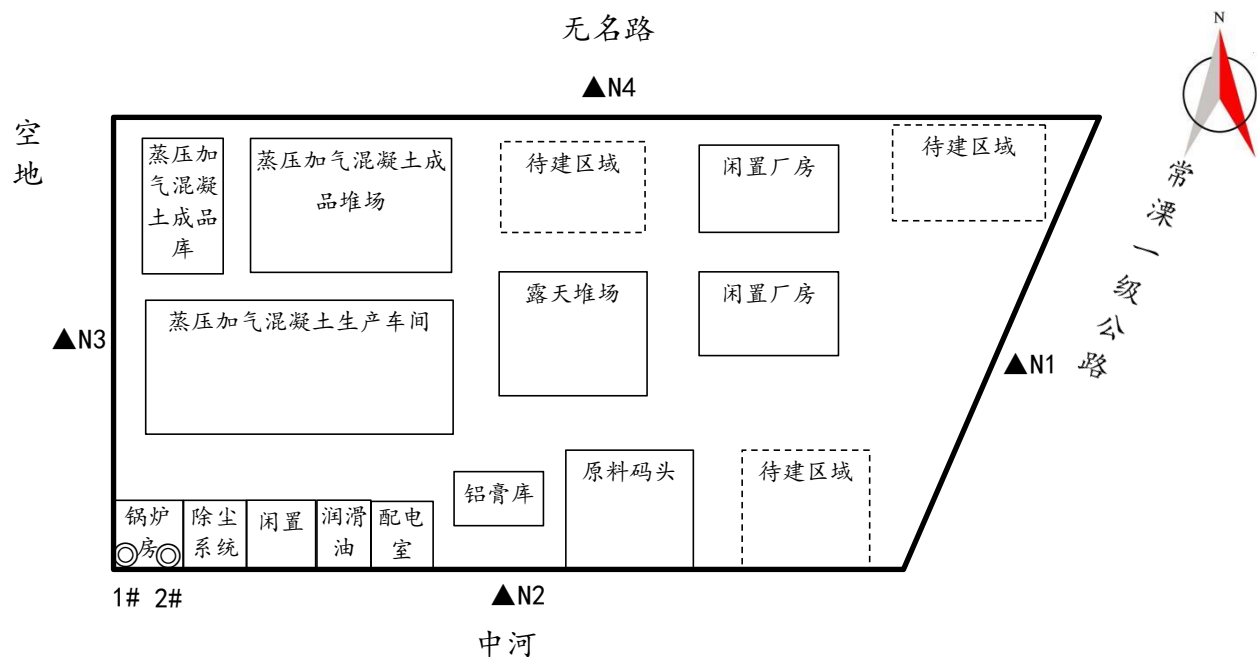 无名路
N
▲N4
空
地
蒸压加
气混凝
土成品
库
蒸压加气混凝土成
品堆场
待建区域
闲置厂房
待建区域
常
溧
一
级
公
路
蒸压加气混凝土生产车间
露天堆场
闲置厂房
▲N3
▲N1
铝膏库
原料码头
待建区域
锅炉
房
除尘
系统
闲置
润滑
油
配电
室
1#
2#
▲N2
中河